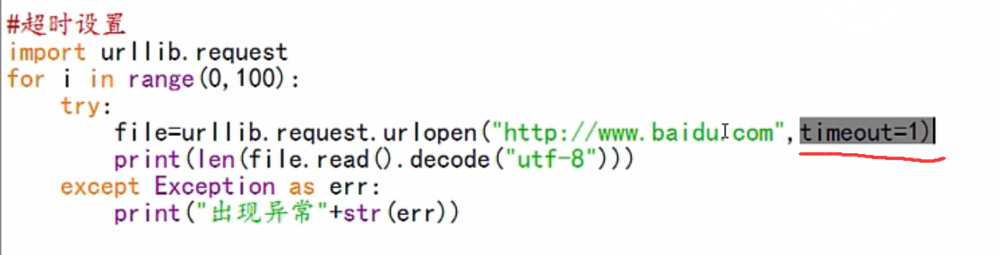 #超时设置
import urllib.request
for i in range(0,100):
    try:
        file=urllib.request.urlopen("http://www.baidu.com",timeout=1)
        print(len(file.read().decode("utf-8")))
    except Exception as err:
        print("出现异常"+str(err))